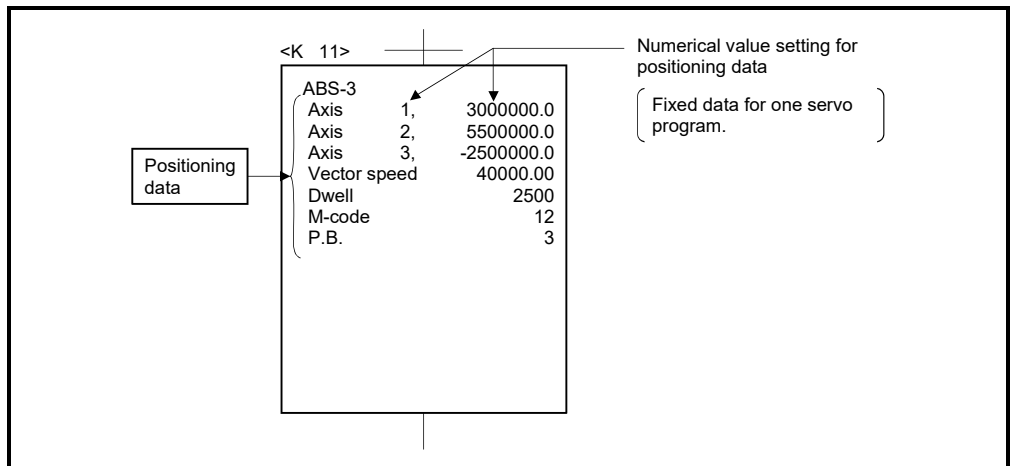 <K 11>
Numerical value setting for
positioning data
Fixed data for one servo
program.
Positioning
data
ABS-3
Axis 1, 3000000.0
Axis 2, 5500000.0
Axis 3, -2500000.0
Vector speed 40000.00
Dwell 2500
M-code 12
P.B. 3